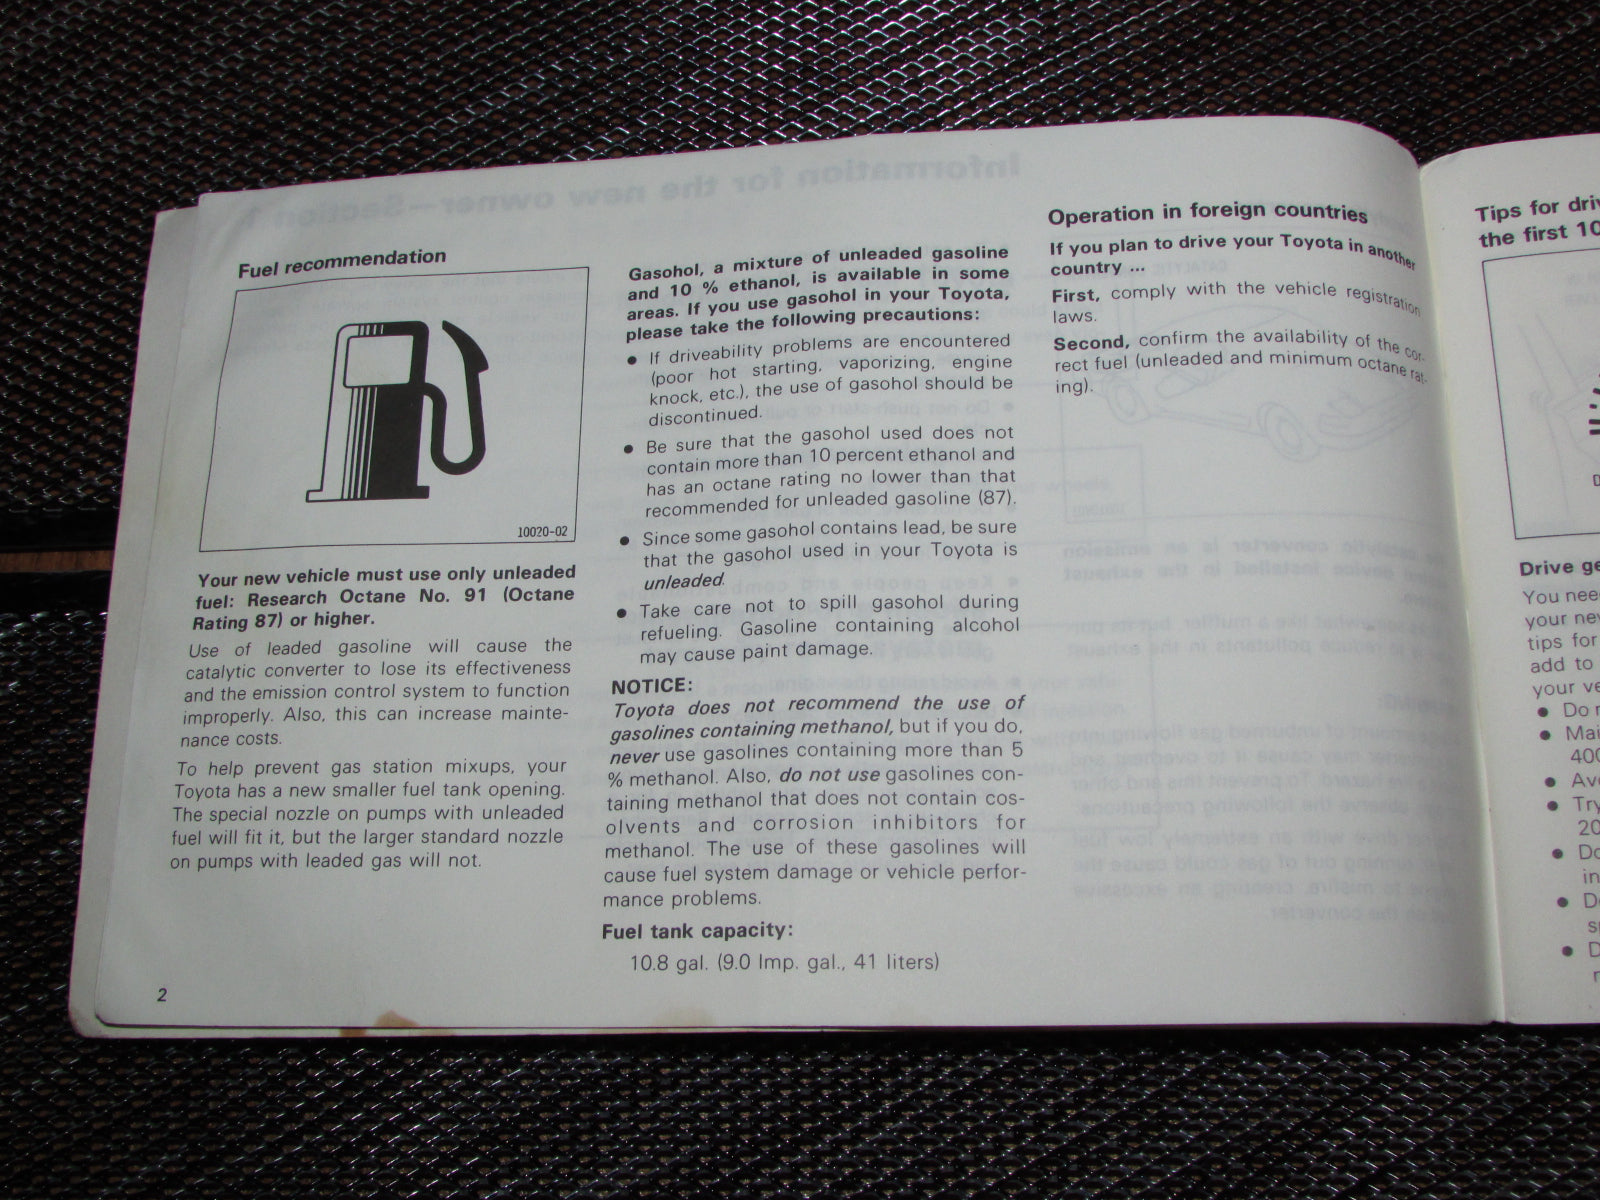 Fuel recommendation
10020-02
Your new vehicle must use only unleaded
fuel: Research Octane No. 91 (Octane
Rating 87) or higher.
Use of leaded gasoline will cause the
catalytic converter to lose its effectiveness
and the emission control system to function
improperly. Also, this can increase mainte-
nance costs.
To help prevent gas station mixups, your
Toyota has a new smaller fuel tank opening.
The special nozzle on pumps with unleaded
fuel will fit it, but the larger standard nozzle
on pumps with leaded gas will not.
2
Gasohol, a mixture of unleaded gasoline
and 10 % ethanol, is available in some
areas. If you use gasohol in your Toyota,
please take the following precautions:
● If driveability problems are encountered
(poor hot starting, vaporizing, engine
knock, etc.), the use of gasohol should be
discontinued.
● Be sure that the gasohol used does not
contain more than 10 percent ethanol and
has an octane rating no lower than that
recommended for unleaded gasoline (87).
● Since some gasohol contains lead, be sure
that the gasohol used in your Toyota is
unleaded.
● Take care not to spill gasohol during
refueling. Gasoline containing alcohol
may cause paint damage.
NOTICE:
Toyota does not recommend the use of
gasolines containing methanol, but if you do,
never use gasolines containing more than 5
% methanol. Also, do not use gasolines con-
taining methanol that does not contain cos-
olvents and corrosion inhibitors for
methanol. The use of these gasolines will
cause fuel system damage or vehicle perfor-
mance problems.
Fuel tank capacity:
10.8 gal. (9.0 Imp. gal., 41 liters)
Operation in foreign countries
If you plan to drive your Toyota in another
country ...
First, comply with the vehicle registration
laws.
Second, confirm the availability of the cor-
rect fuel (unleaded and minimum octane rat-
ing).
Tips for
the first
Drive
You
your
tips for
add to
your
● Do
●
●
● Try
●
in
●
●